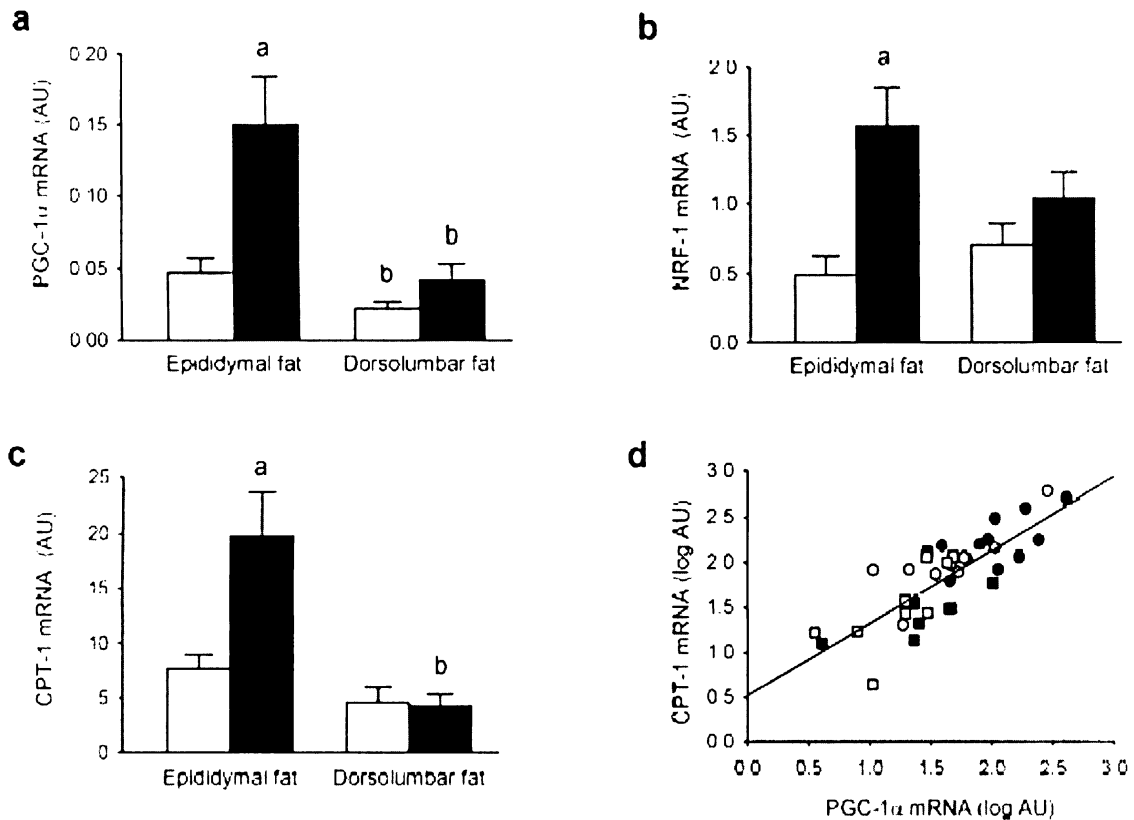 a
PGC-1α mRNA (AU)
0.20
0.15
0.10
0.05
0.00
a
b
b
Epididymal fat
Dorsolumbar fat
b
NRF-1 mRNA (AU)
2.0
1.5
1.0
0.5
0.0
a
Epididymal fat
Dorsolumbar fat
c
CPT-1 mRNA (AU)
25
20
15
10
5
0
a
b
Epididymal fat
Dorsolumbar fat
d
CPT-1 mRNA (log AU)
3.0
2.5
2.0
1.5
1.0
0.5
0.0
0.0 0.5 1.0 1.5 2.0 2.5 3.0
PGC-1α mRNA (log AU)